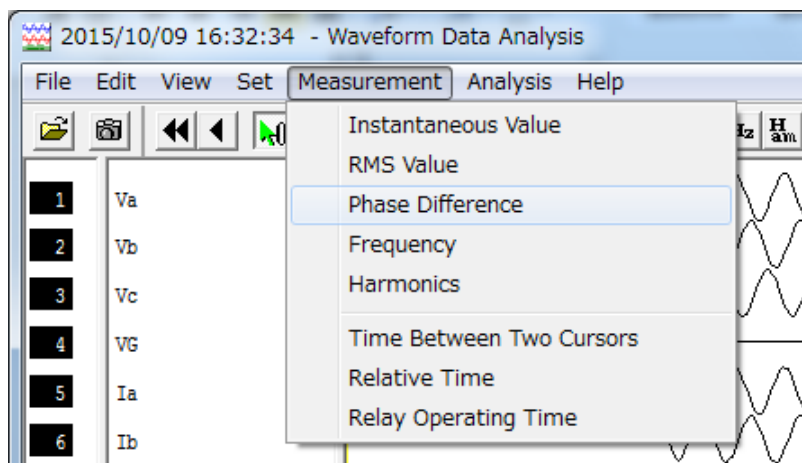 2015/10/09 16:32:34 - Waveform Data Analysis
File Edit View Set Measurement Analysis Help
Instantaneous Value
RMS Value
Phase Difference
Frequency
Harmonics
Time Between Two Cursors
Relative Time
Relay Operating Time
Hz Ham
1 Va
2 Vb
3 Vc
4 VG
5 Ia
6 Ib